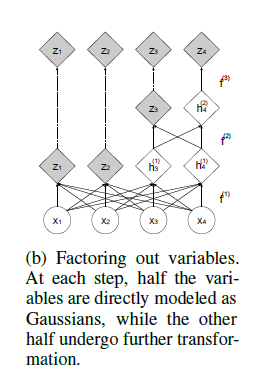 z₁ z₂ z₃ z₄
f⁽³⁾
z₃ h₄⁽²⁾
f⁽²⁾
z₁ z₂ h₃⁽¹⁾ h₄⁽¹⁾
f⁽¹⁾
x₁ x₂ x₃ x₄
(b) Factoring out variables.
At each step, half the vari-
ables are directly modeled as
Gaussians, while the other
half undergo further transfor-
mation.